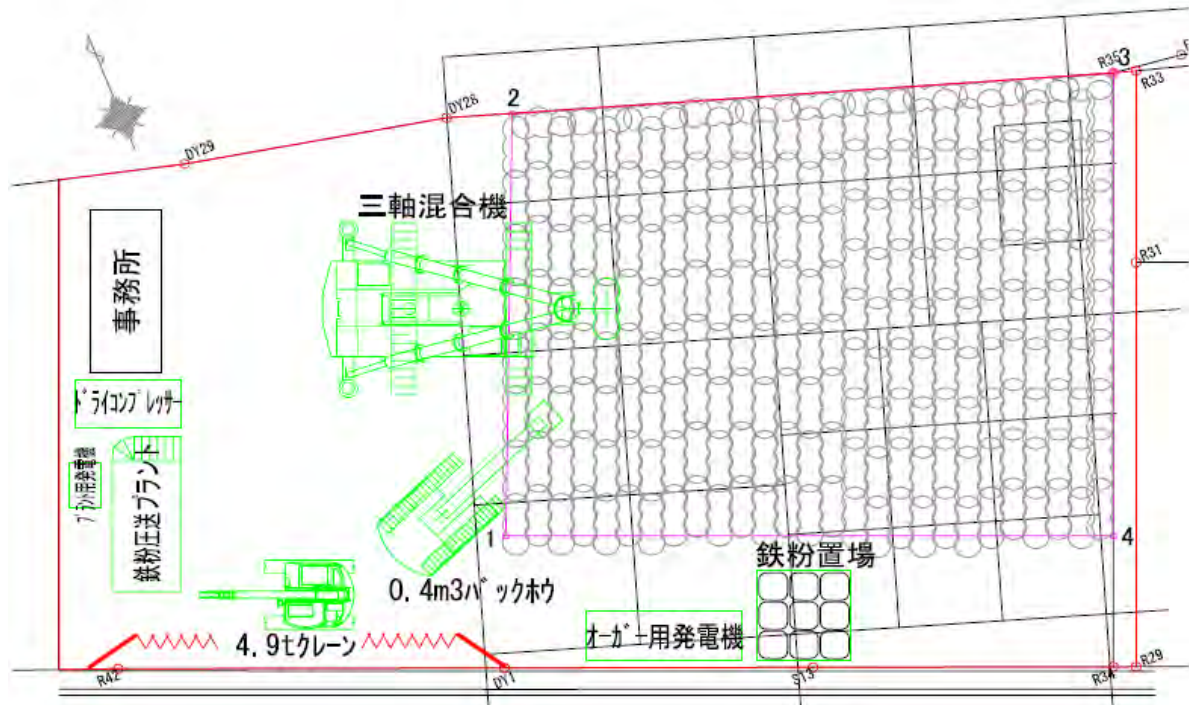 R35
3
R33
2
DY28
DY29
三軸混合機
R31
事務所
ドライコンプレッサー
プラント用発電機
鉄粉圧送プラント
1
4
鉄粉置場
0.4m3バックホウ
オーガー用発電機
4.9tクレーン
R42
DY1
S13
R34
R29